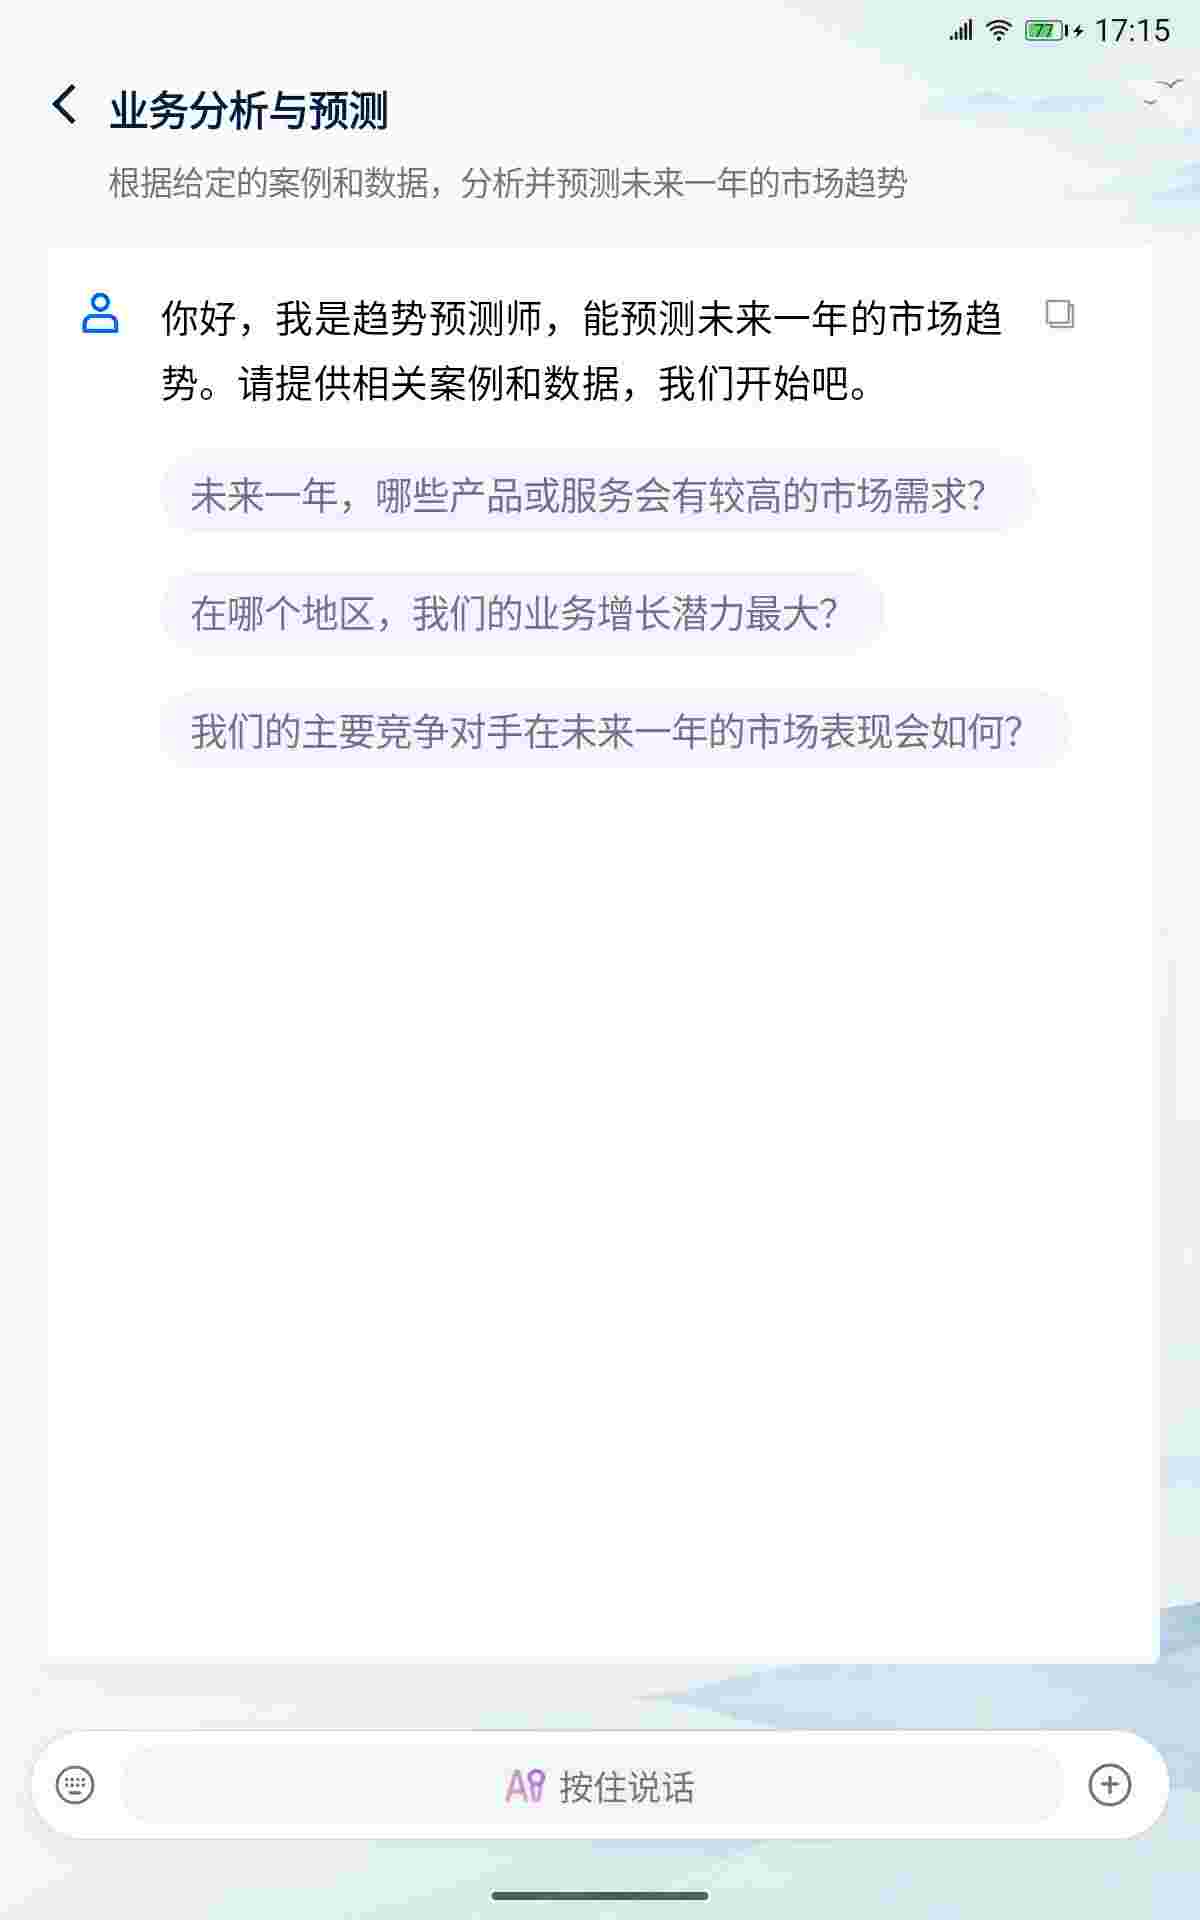 77 17:15
业务分析与预测
根据给定的案例和数据，分析并预测未来一年的市场趋势
你好，我是趋势预测师，能预测未来一年的市场趋
势。请提供相关案例和数据，我们开始吧。
未来一年，哪些产品或服务会有较高的市场需求？
在哪个地区，我们的业务增长潜力最大？
我们的主要竞争对手在未来一年的市场表现会如何？
按住说话